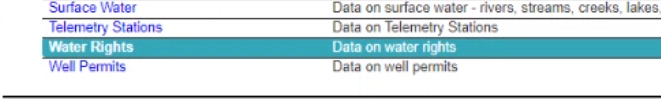 Surface Water Data on surface water - rivers, streams, creeks, lakes,
Telemetry Stations Data on Telemetry Stations
Water Rights Data on water rights
Well Permits Data on well permits